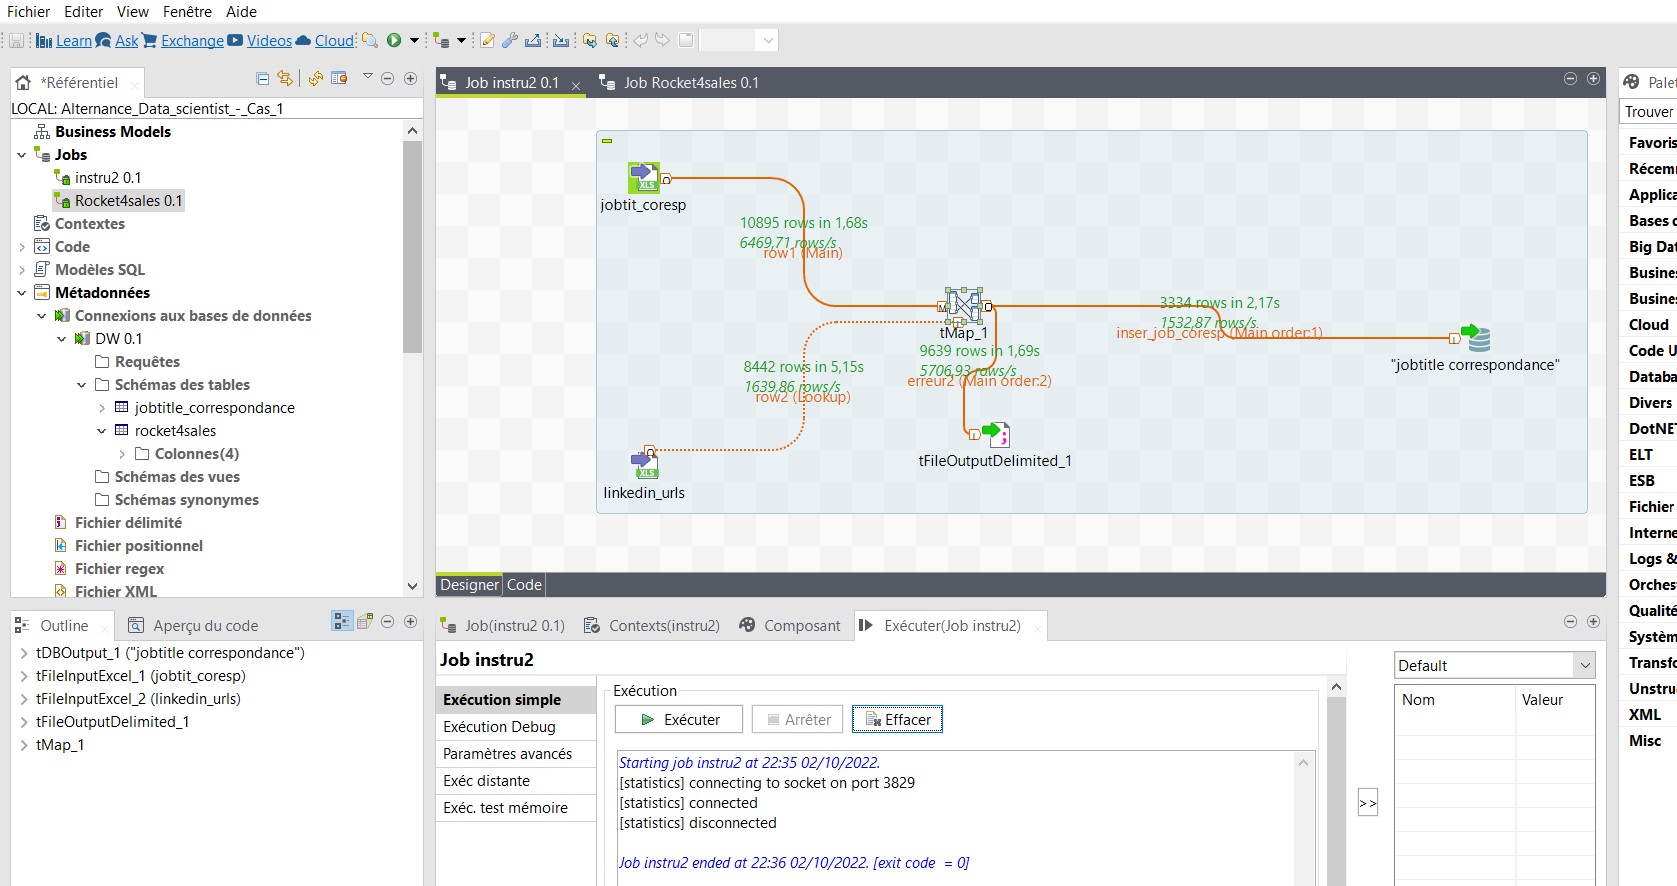 Fichier Editer View Fenêtre Aide
Learn Ask Exchange Videos Cloud
*Référentiel
LOCAL: Alternance_Data_scientist_-_Cas_1
Business Models
Jobs
instru2 0.1
Rocket4sales 0.1
Contextes
Code
Modèles SQL
Métadonnées
Connexions aux bases de données
DW 0.1
Requêtes
Schémas des tables
jobtitle_correspondance
rocket4sales
Colonnes(4)
Schémas des vues
Schémas synonymes
Fichier délimité
Fichier positionnel
Fichier regex
Fichier XML
Job instru2 0.1 Job Rocket4sales 0.1
XLS
jobtit_coresp
10895 rows in 1,68s
6469,71 rows/s
row1 (Main)
tMap_1
3334 rows in 2,17s
1532,87 rows/s
inser_job_coresp (Main order:1)
"jobtitle correspondance"
9639 rows in 1,69s
5706,93 rows/s
erreur2 (Main order:2)
8442 rows in 5,15s
1639,86 rows/s
row2 (Lookup)
tFileOutputDelimited_1
XLS
linkedin_urls
Designer Code
Palet
Trouver
Favoris
Récemm
Applica
Bases d
Big Dat
Busines
Busines
Cloud
Code U
Databa
Divers
DotNET
ELT
ESB
Fichier
Interne
Logs &
Orches
Qualité
Systèm
Transfo
Unstru
XML
Misc
Outline Aperçu du code
tDBOutput_1 ("jobtitle correspondance")
tFileInputExcel_1 (jobtit_coresp)
tFileInputExcel_2 (linkedin_urls)
tFileOutputDelimited_1
tMap_1
Job(instru2 0.1) Contexts(instru2) Composant Exécuter(Job instru2)
Job instru2
Exécution simple
Exécution Debug
Paramètres avancés
Exéc distante
Exéc. test mémoire
Exécution
Exécuter Arrêter Effacer
Starting job instru2 at 22:35 02/10/2022.
[statistics] connecting to socket on port 3829
[statistics] connected
[statistics] disconnected
Job instru2 ended at 22:36 02/10/2022. [exit code = 0]
>>
Default
Nom Valeur